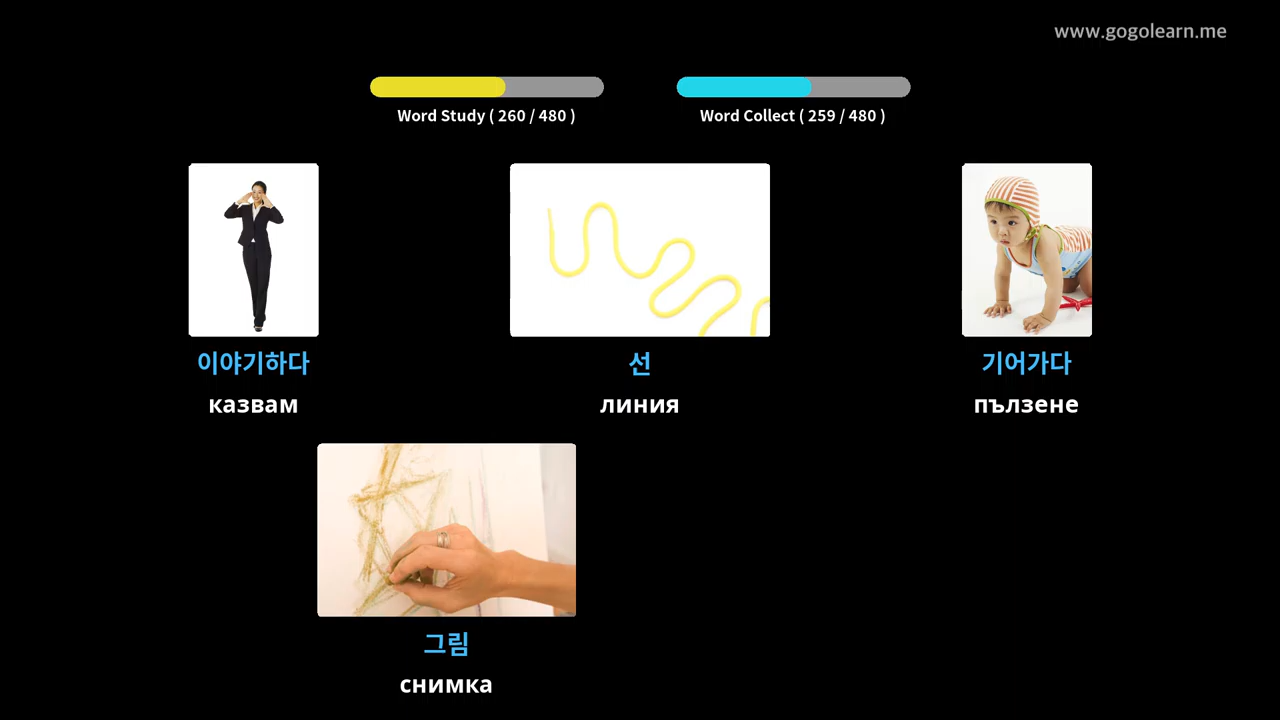 www.gogolearn.me
Word Study ( 260 / 480 )
Word Collect ( 259 / 480 )
이야기하다
казвам
선
линия
기어가다
пълзене
그림
снимка